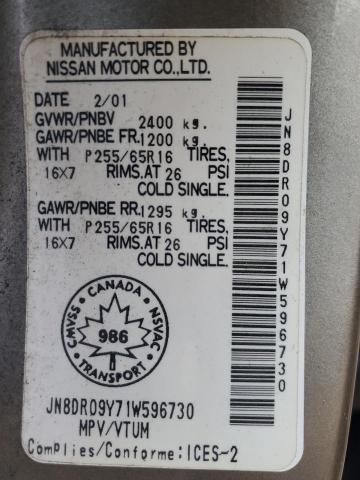 MANUFACTURED BY
NISSAN MOTOR CO.,LTD.
DATE 2/01
GVWR/PNBV 2400 kg.
GAWR/PNBE FR.1200 kg.
WITH P255/65R16 TIRES,
16X7 RIMS.AT 26 PSI
COLD SINGLE.
GAWR/PNBE RR.1295 kg.
WITH P255/65R16 TIRES,
16X7 RIMS.AT 26 PSI
COLD SINGLE.
JN8DR09Y71W596730
CANADA
CMVSS NSVAC
986
TRANSPORT
JN8DR09Y71W596730
MPV/VTUM
Complies/Conforme:ICES-2